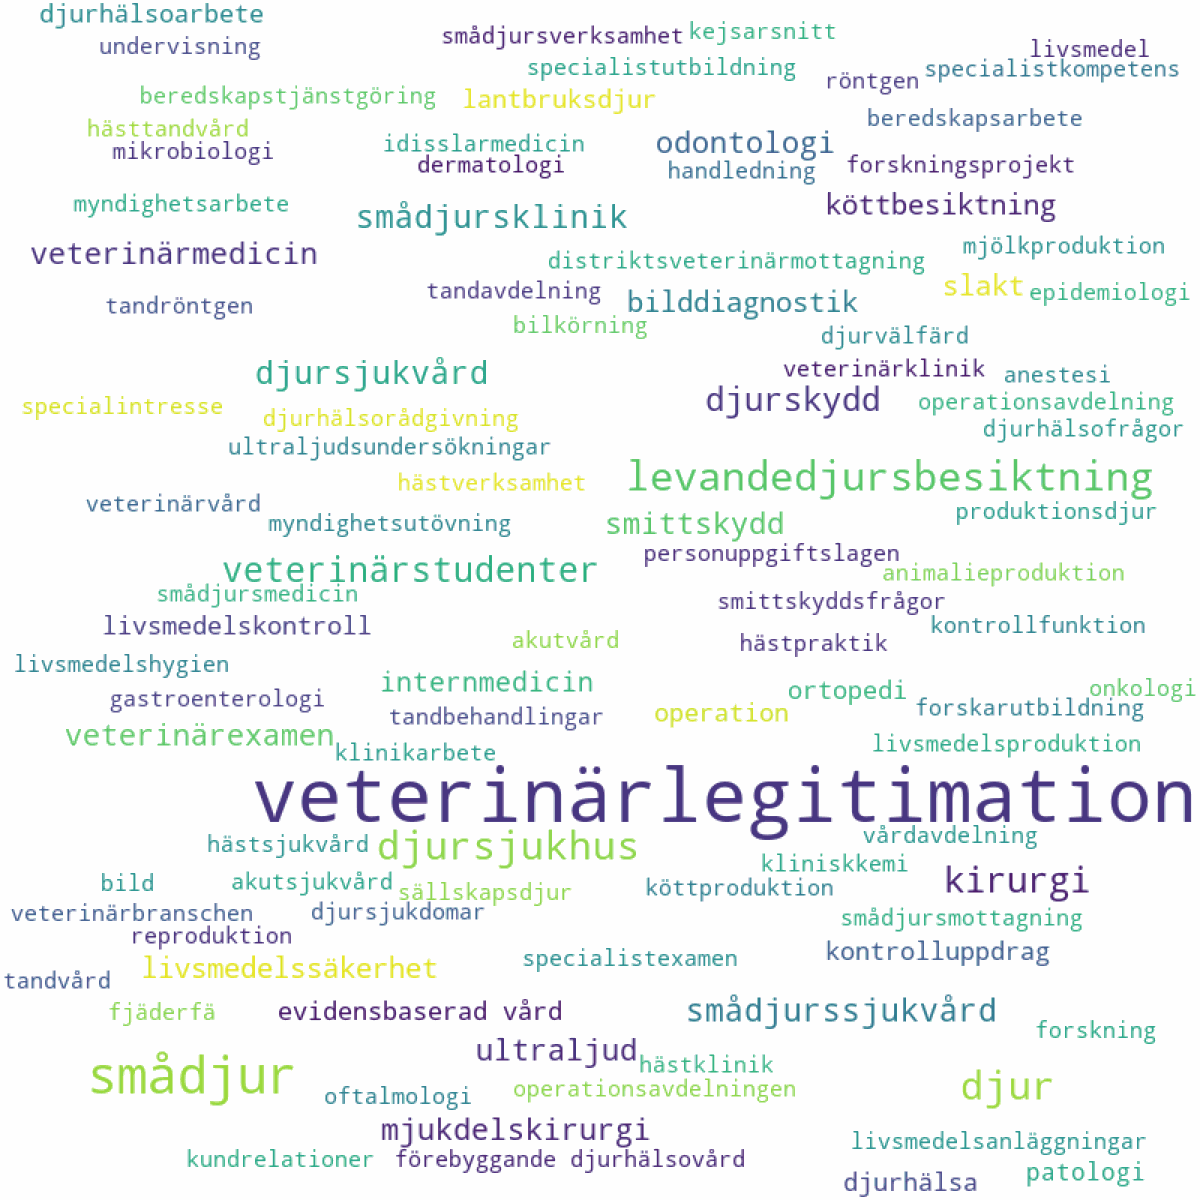 djurhälsoarbete
undervisning
smådjursverksamhet
kejsarsnitt
livsmedel
specialistutbildning
röntgen
specialistkompetens
beredskapstjänstgöring
lantbruksdjur
beredskapsarbete
hästtandvård
mikrobiologi
idisslarmedicin
odontologi
dermatologi
handledning
forskningsprojekt
myndighetsarbete
smådjursklinik
köttbesiktning
veterinärmedicin
mjölkproduktion
distriktsveterinärmottagning
tandröntgen
tandavdelning
bilddiagnostik
slakt
epidemiologi
bilkörning
djurvälfärd
djursjukvård
veterinärklinik
anestesi
specialintresse
djurhälsorådgivning
djurskydd
operationsavdelning
ultraljudsundersökningar
djurhälsofrågor
hästverksamhet
levandedjursbesiktning
veterinärvård
myndighetsutövning
smittskydd
produktionsdjur
personuppgiftslagen
veterinärstudenter
animalieproduktion
smådjursmedicin
smittskyddsfrågor
livsmedelskontroll
akutvård
hästpraktik
kontrollfunktion
livsmedelshygien
gastroenterologi
internmedicin
ortopedi
onkologi
tandbehandlingar
operation
forskarutbildning
veterinärexamen
klinikarbete
livsmedelsproduktion
veterinärlegitimation
hästsjukvård
djursjukhus
vårdavdelning
kliniskkemi
bild
akutsjukvård
sällskapsdjur
köttproduktion
kirurgi
veterinärbranschen
djursjukdomar
smådjursmottagning
reproduktion
kontrolluppdrag
tandvård
livsmedelssäkerhet
specialistexamen
fjäderfä
evidensbaserad vård
smådjurssjukvård
forskning
ultraljud
hästklinik
smådjur
oftalmologi
operationsavdelningen
djur
mjukdelskirurgi
livsmedelsanläggningar
kundrelationer
förebyggande djurhälsovård
djurhälsa
patologi